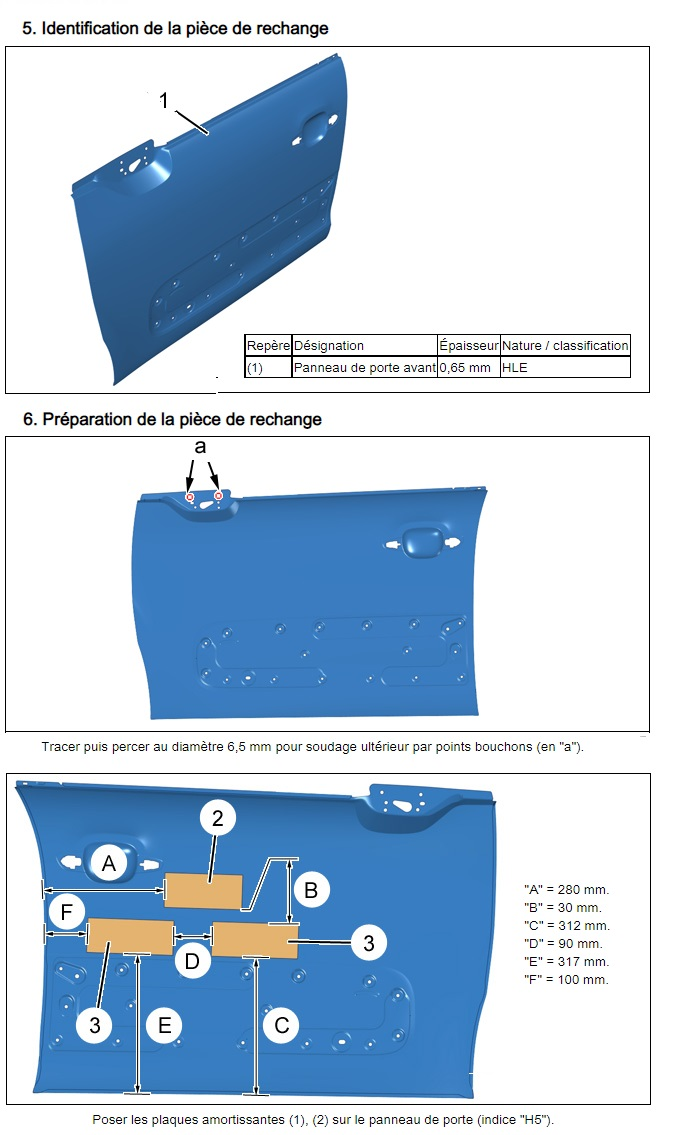 5. Identification de la pièce de rechange
1
Repère Désignation Épaisseur Nature / classification
(1) Panneau de porte avant 0,65 mm HLE
6. Préparation de la pièce de rechange
a
Tracer puis percer au diamètre 6,5 mm pour soudage ultérieur par points bouchons (en "a").
2
A
B
F
D
3
3
E
C
"A" = 280 mm.
"B" = 30 mm.
"C" = 312 mm.
"D" = 90 mm.
"E" = 317 mm.
"F" = 100 mm.
Poser les plaques amortissantes (1), (2) sur le panneau de porte (indice "H5").